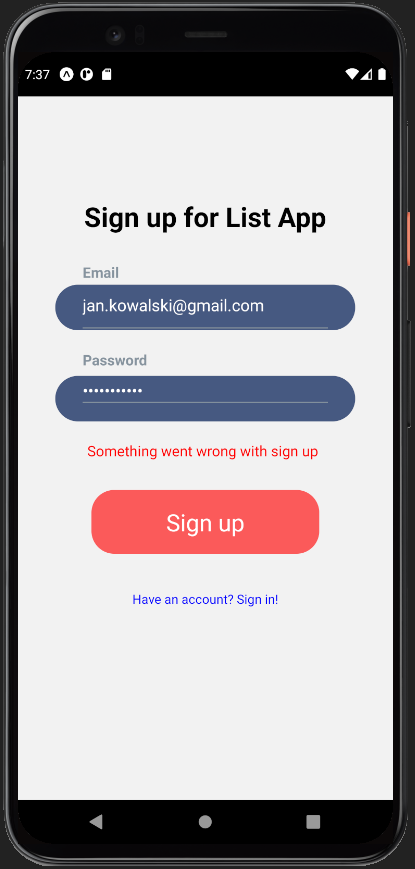 7:37
Sign up for List App
Email
jan.kowalski@gmail.com
Password
•••••••••••
Something went wrong with sign up
Sign up
Have an account? Sign in!